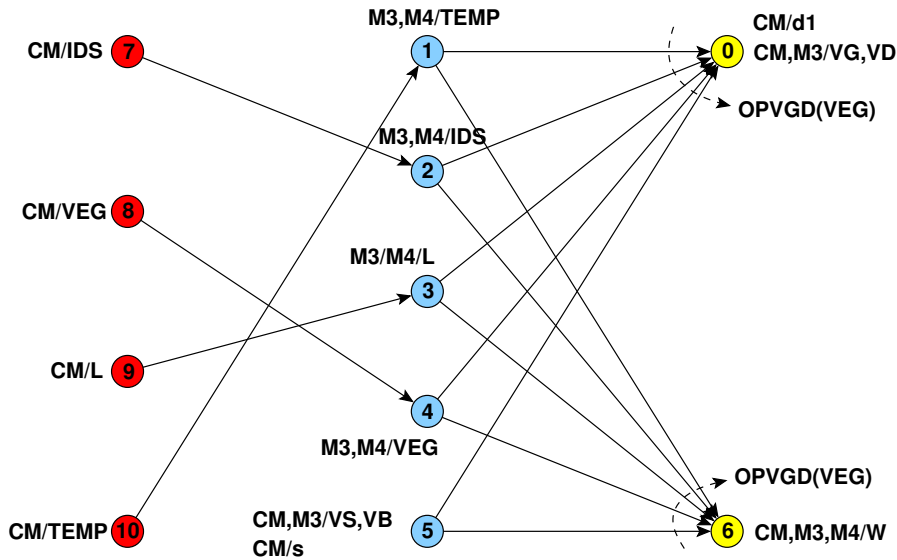 M3,M4/TEMP
CM/d1
CM/IDS
7
1
0
CM,M3/VG,VD
OPVGD(VEG)
M3,M4/IDS
2
CM/VEG
8
M3/M4/L
3
CM/L
9
4
M3,M4/VEG
OPVGD(VEG)
CM,M3/VS,VB
CM/TEMP
10
5
6
CM,M3,M4/W
CM/s